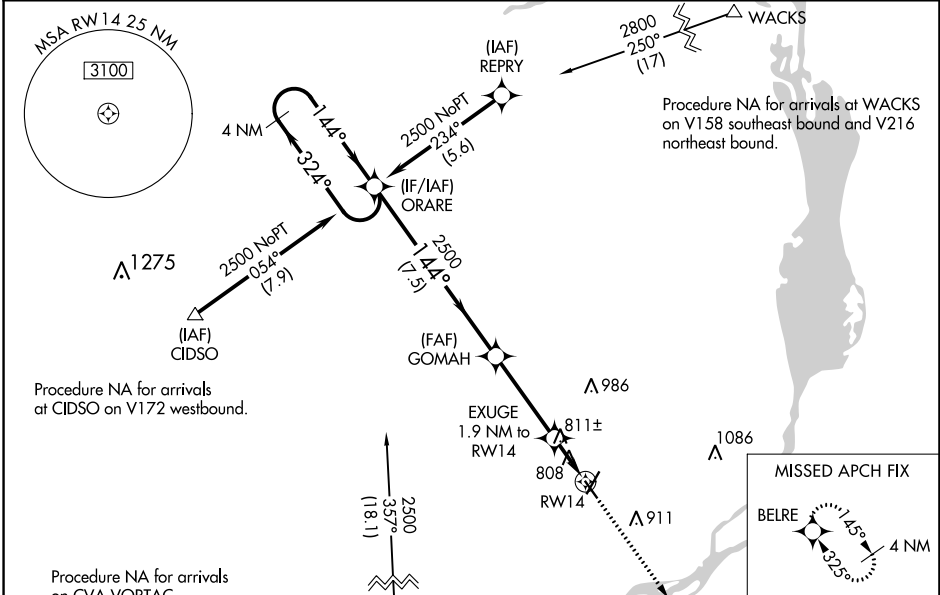 MSA RW14 25 NM
3100
2800
250°
(17)
WACKS
(IAF)
REPRY
Procedure NA for arrivals at WACKS
on V158 southeast bound and V216
northeast bound.
4 NM
144°
324°
2500 NoPT
234°
(5.6)
(IF/IAF)
ORARE
1275
2500 NoPT
054°
(7.9)
2500
144°
(7.5)
(IAF)
CIDSO
(FAF)
GOMAH
Procedure NA for arrivals
at CIDSO on V172 westbound.
986
EXUGE
1.9 NM to
RW14
811±
808
1086
RW14
911
2500
357°
(18.1)
MISSED APCH FIX
BELRE
145°
325°
4 NM
Procedure NA for arrivals
on CVA VORTAC